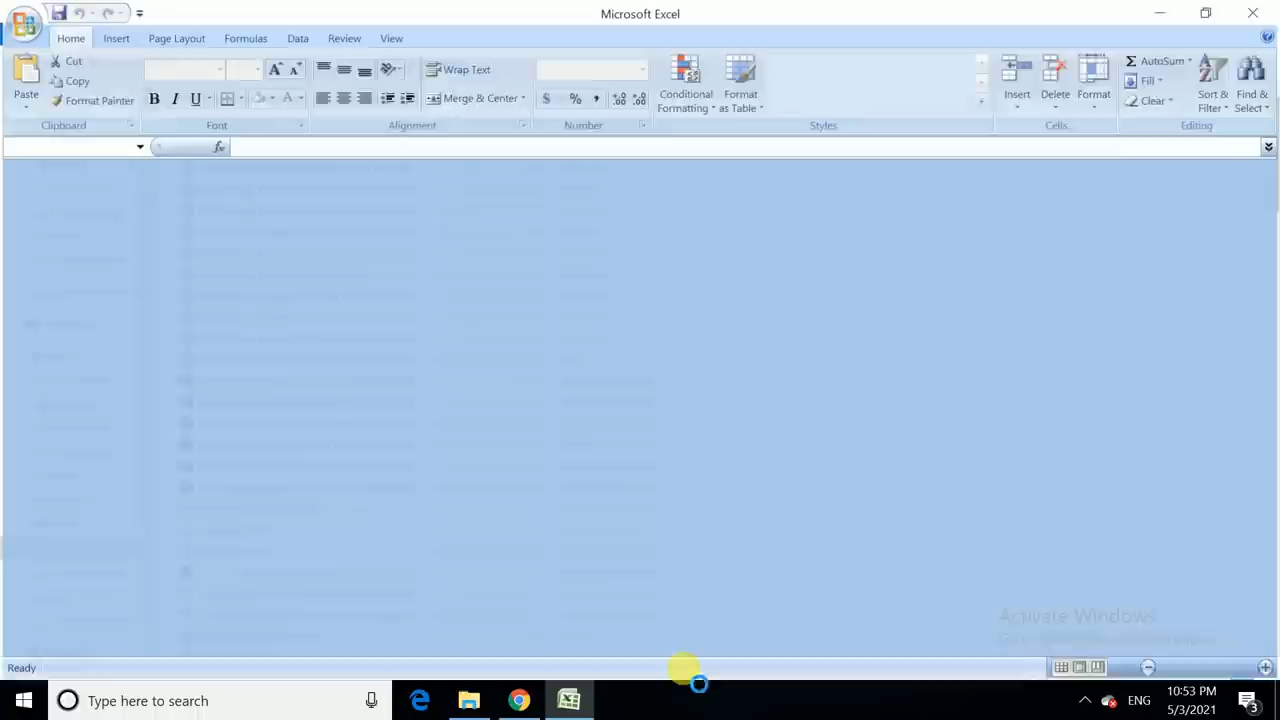 Microsoft Excel
Home Insert Page Layout Formulas Data Review View
Paste
Cut
Copy
Format Painter
Clipboard
B I U
Font
Wrap Text
Merge & Center
Alignment
$ % ,
Number
Conditional Formatting
Format as Table
Styles
Insert
Delete
Format
Cells
Σ AutoSum
Fill
Clear
Sort & Filter
Find & Select
Editing
fx
Activate Windows
Ready
Type here to search
ENG
10:53 PM
5/3/2021
3